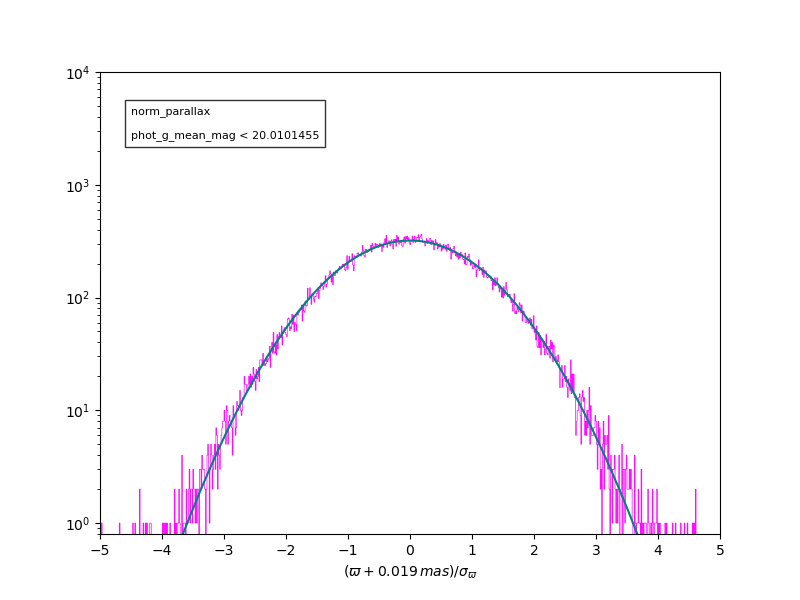 norm_parallax
phot_g_mean_mag < 20.0101455
10⁴
10³
10²
10¹
10⁰
−5 −4 −3 −2 −1 0 1 2 3 4 5
(ϖ + 0.019 mas)/σ_ϖ